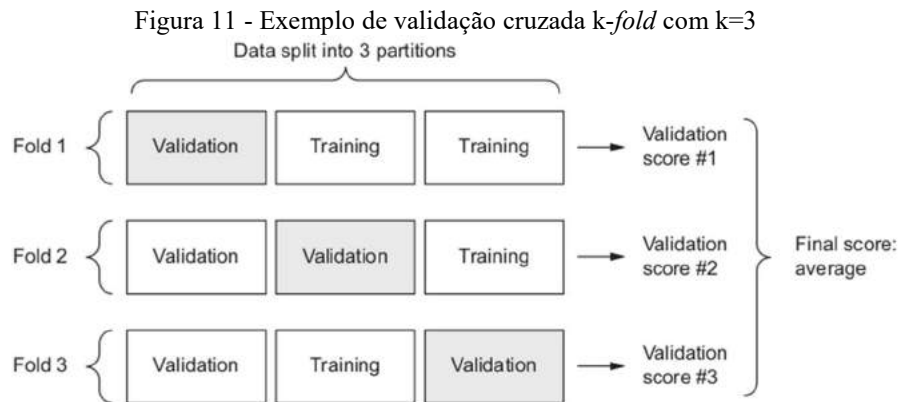 Figura 11 - Exemplo de validação cruzada k-fold com k=3
Data split into 3 partitions
Fold 1
Validation
Training
Training
Validation
score #1
Fold 2
Validation
Validation
Training
Validation
score #2
Final score:
average
Fold 3
Validation
Training
Validation
Validation
score #3